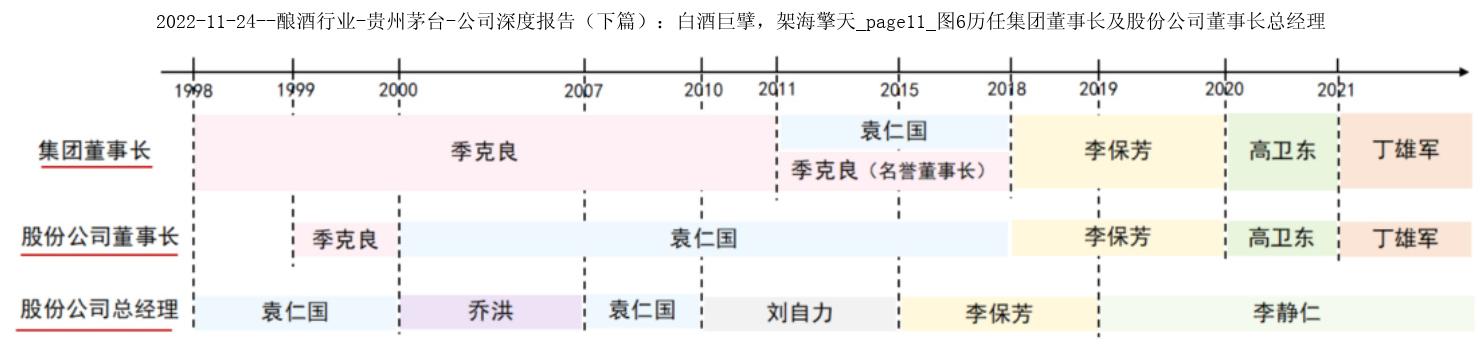 2022-11-24--酿酒行业-贵州茅台-公司深度报告（下篇）：白酒巨擘，架海擎天_page11_图6历任集团董事长及股份公司董事长总经理
1998 1999 2000 2007 2010 2011 2015 2018 2019 2020 2021
袁仁国
集团董事长 季克良 李保芳 高卫东 丁雄军
季克良（名誉董事长）
股份公司董事长 季克良 袁仁国 李保芳 高卫东 丁雄军
股份公司总经理 袁仁国 乔洪 袁仁国 刘自力 李保芳 李静仁